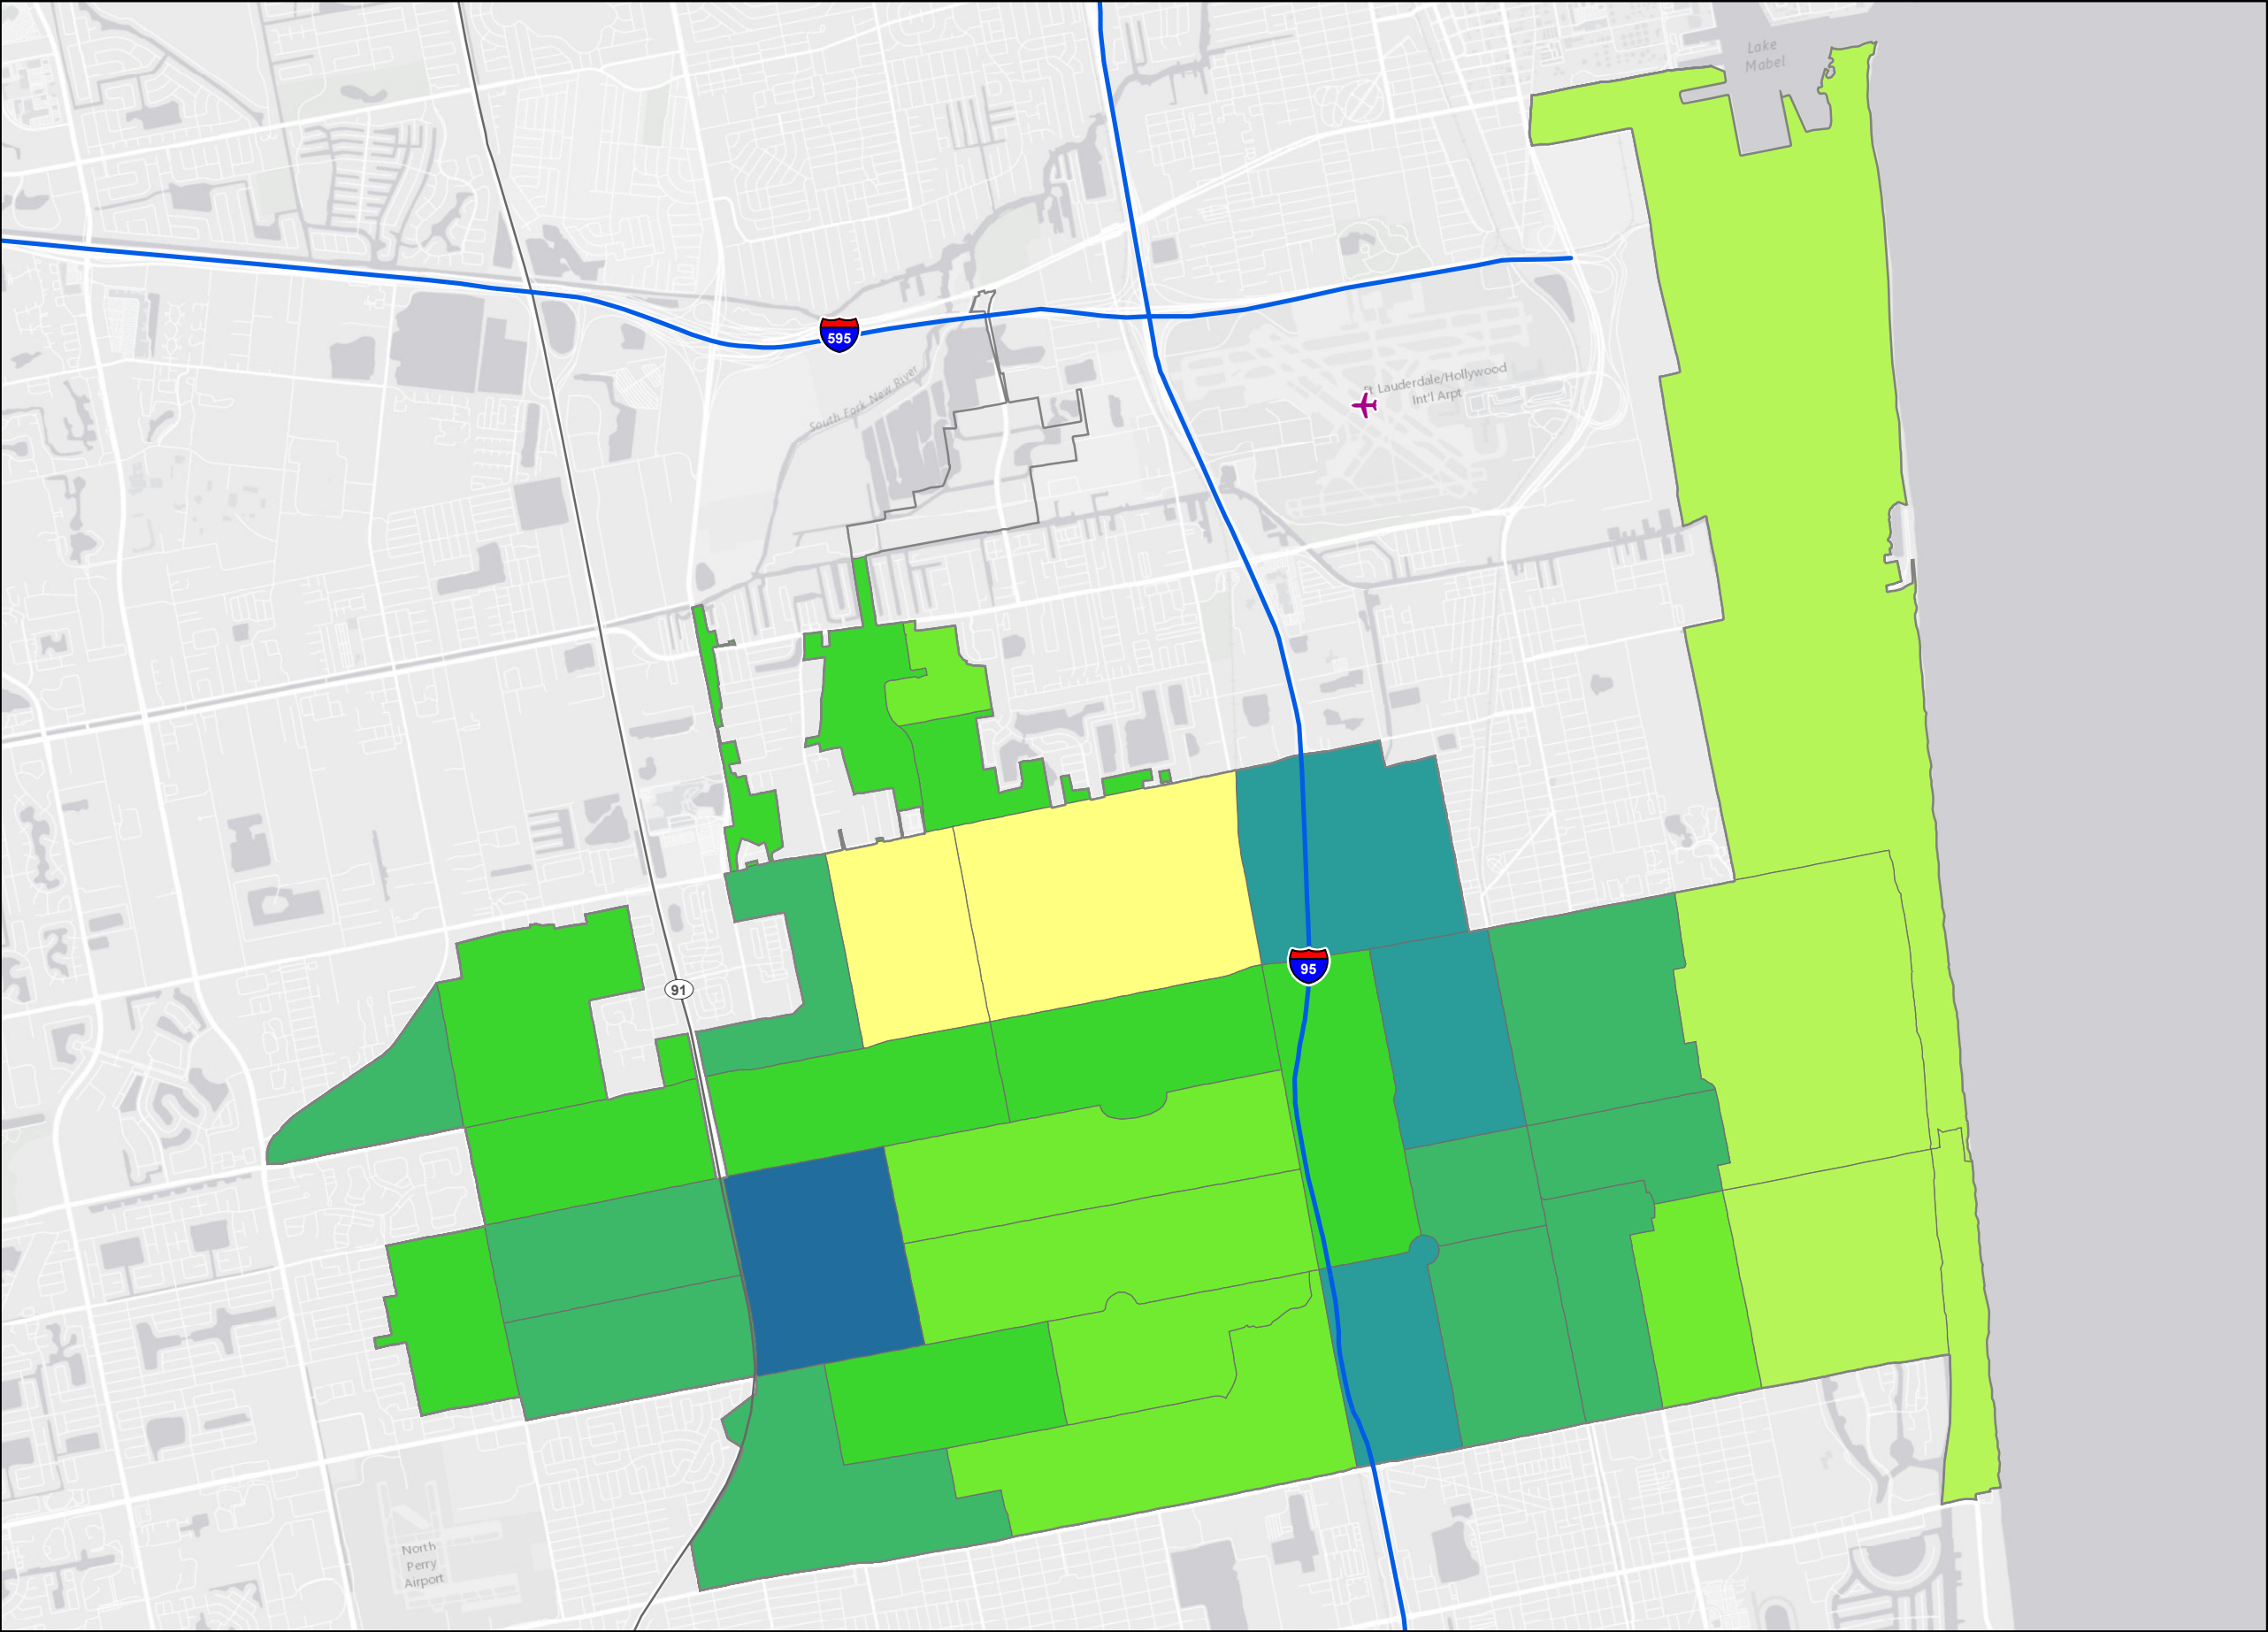 Lake
Mabel
595
South Fork New River
Ft Lauderdale/Hollywood
Int'l Arpt
95
91
North
Perry
Airport